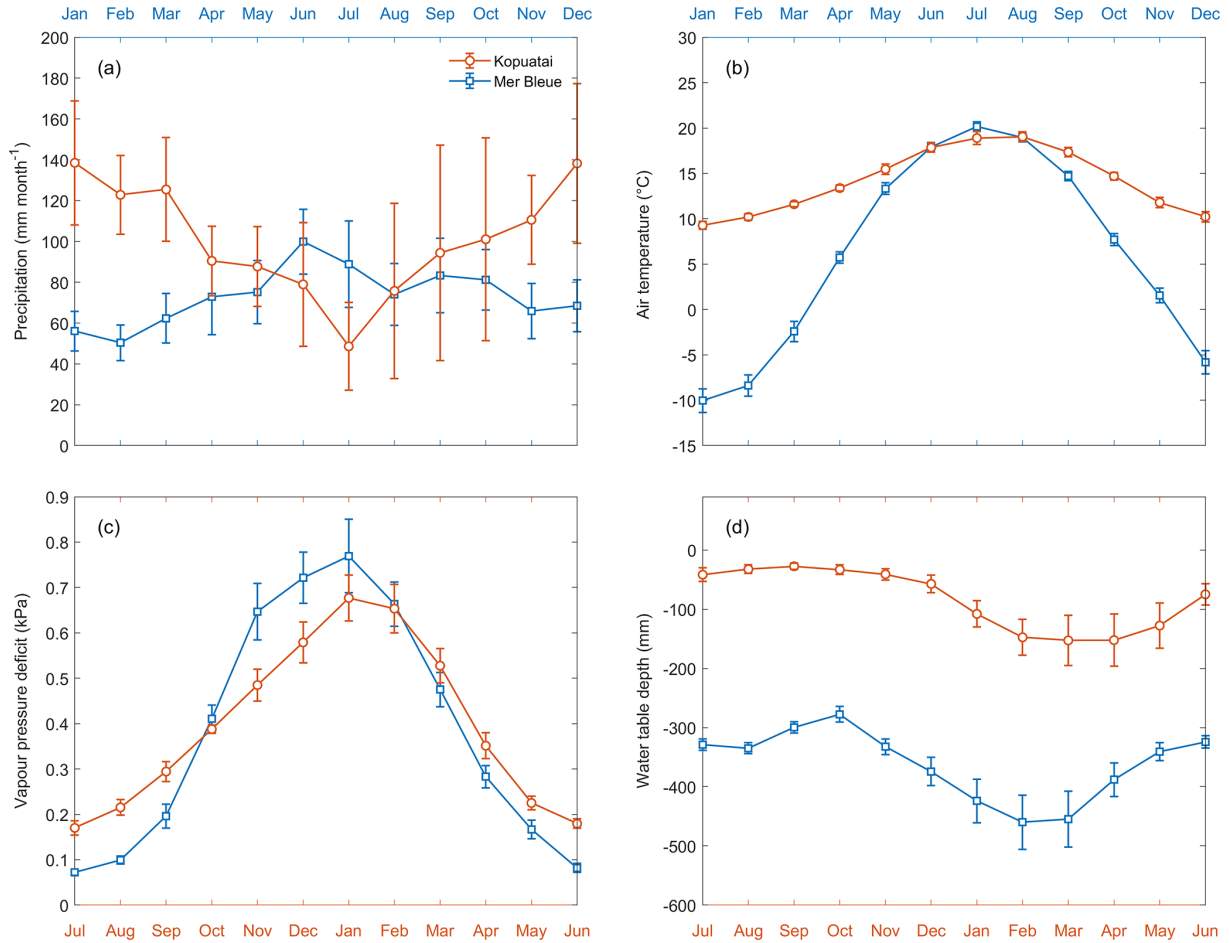 Jan Feb Mar Apr May Jun Jul Aug Sep Oct Nov Dec
Jan Feb Mar Apr May Jun Jul Aug Sep Oct Nov Dec
(a)
Kopuatai
Mer Bleue
Precipitation (mm month⁻¹)
200
180
160
140
120
100
80
60
40
20
0
(b)
Air temperature (°C)
30
25
20
15
10
5
0
-5
-10
-15
(c)
Vapour pressure deficit (kPa)
0.9
0.8
0.7
0.6
0.5
0.4
0.3
0.2
0.1
0
Jul Aug Sep Oct Nov Dec Jan Feb Mar Apr May Jun
(d)
Water table depth (mm)
0
-100
-200
-300
-400
-500
-600
Jul Aug Sep Oct Nov Dec Jan Feb Mar Apr May Jun